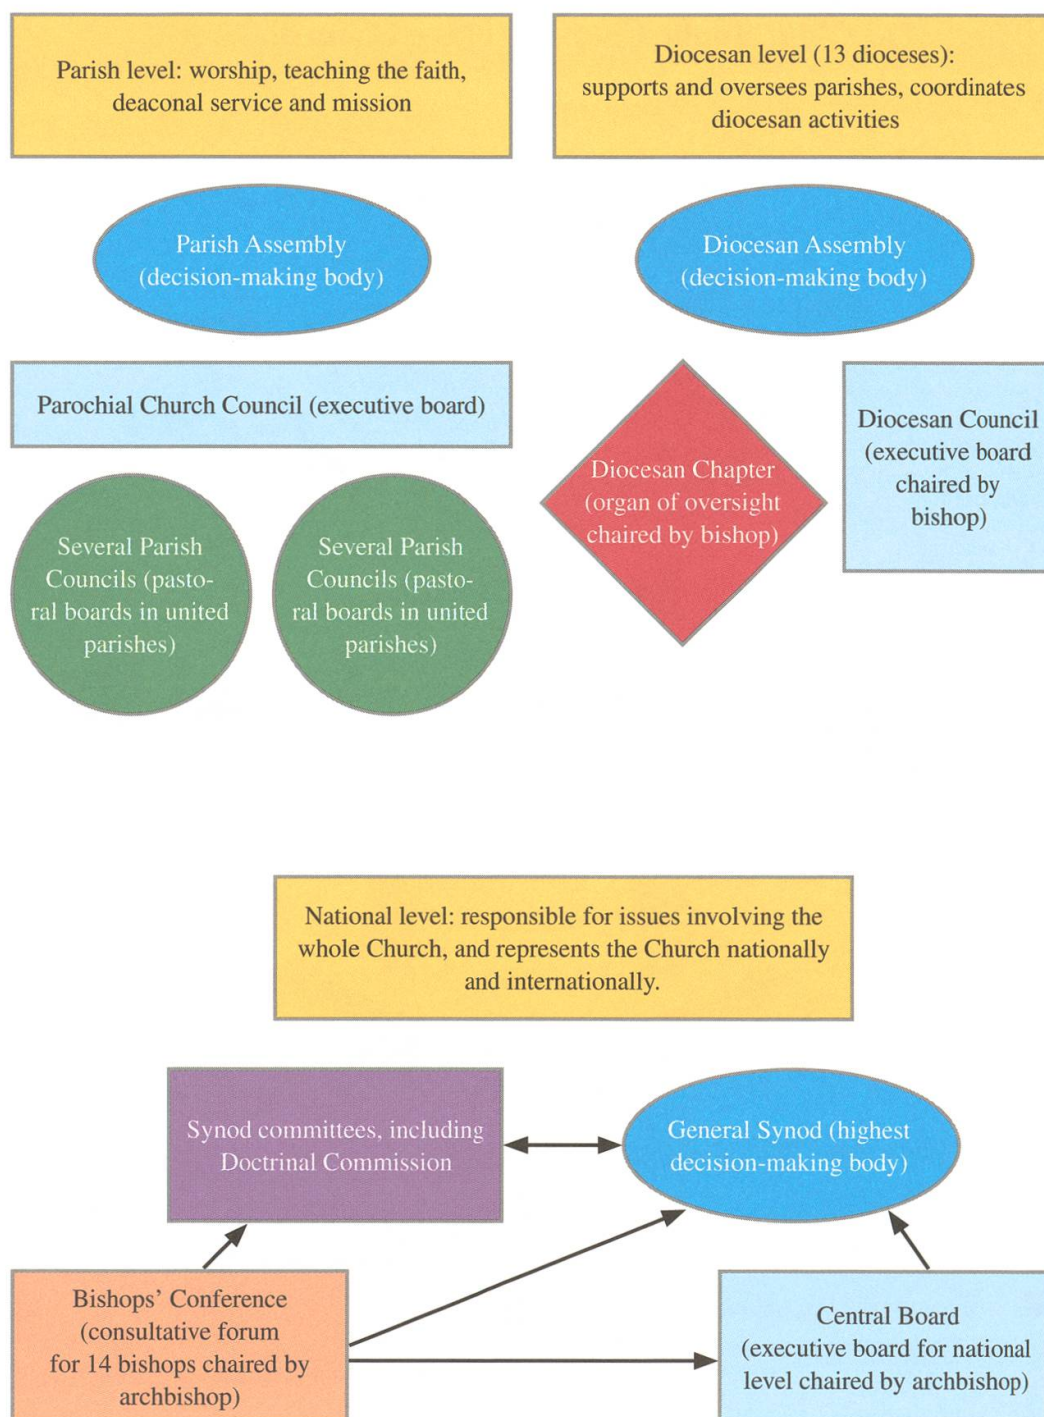 Parish level: worship, teaching the faith,
deaconal service and mission
Diocesan level (13 dioceses):
supports and oversees parishes, coordinates
diocesan activities
Parish Assembly
(decision-making body)
Diocesan Assembly
(decision-making body)
Parochial Church Council (executive board)
Diocesan Chapter
(organ of oversight
chaired by bishop)
Diocesan Council
(executive board
chaired by
bishop)
Several Parish
Councils (pasto-
ral boards in united
parishes)
Several Parish
Councils (pasto-
ral boards in united
parishes)
National level: responsible for issues involving the
whole Church, and represents the Church nationally
and internationally.
Synod committees, including
Doctrinal Commission
General Synod (highest
decision-making body)
Bishops’ Conference
(consultative forum
for 14 bishops chaired by
archbishop)
Central Board
(executive board for national
level chaired by archbishop)